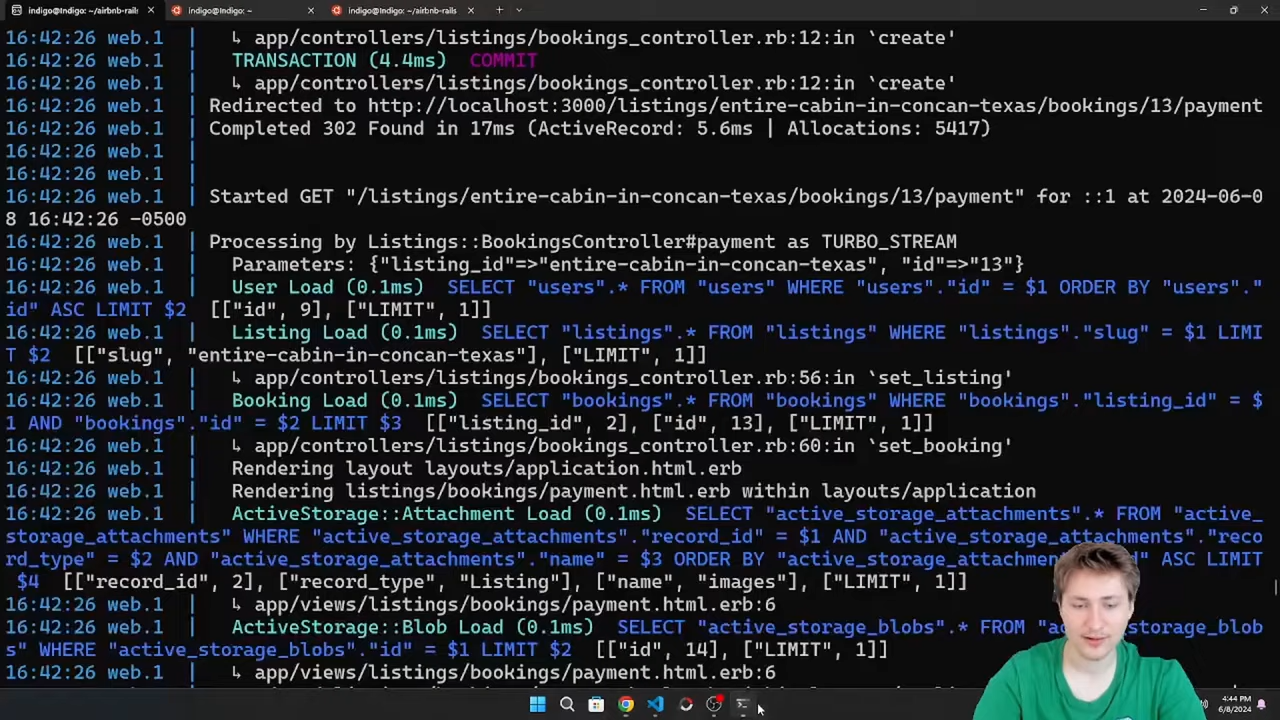 indigo@Indigo: ~/airbnb-rails
indigo@Indigo: ~
indigo@Indigo: ~/airbnb-rails
16:42:26 web.1  |   ↳ app/controllers/listings/bookings_controller.rb:12:in `create'
16:42:26 web.1  |   TRANSACTION (4.4ms)  COMMIT
16:42:26 web.1  |   ↳ app/controllers/listings/bookings_controller.rb:12:in `create'
16:42:26 web.1  | Redirected to http://localhost:3000/listings/entire-cabin-in-concan-texas/bookings/13/payment
16:42:26 web.1  | Completed 302 Found in 17ms (ActiveRecord: 5.6ms | Allocations: 5417)
16:42:26 web.1  |
16:42:26 web.1  |
16:42:26 web.1  | Started GET "/listings/entire-cabin-in-concan-texas/bookings/13/payment" for ::1 at 2024-06-0
8 16:42:26 -0500
16:42:26 web.1  | Processing by Listings::BookingsController#payment as TURBO_STREAM
16:42:26 web.1  |   Parameters: {"listing_id"=>"entire-cabin-in-concan-texas", "id"=>"13"}
16:42:26 web.1  |   User Load (0.1ms)  SELECT "users".* FROM "users" WHERE "users"."id" = $1 ORDER BY "users"."
id" ASC LIMIT $2  [["id", 9], ["LIMIT", 1]]
16:42:26 web.1  |   Listing Load (0.1ms)  SELECT "listings".* FROM "listings" WHERE "listings"."slug" = $1 LIMI
T $2  [["slug", "entire-cabin-in-concan-texas"], ["LIMIT", 1]]
16:42:26 web.1  |   ↳ app/controllers/listings/bookings_controller.rb:56:in `set_listing'
16:42:26 web.1  |   Booking Load (0.1ms)  SELECT "bookings".* FROM "bookings" WHERE "bookings"."listing_id" = $
1 AND "bookings"."id" = $2 LIMIT $3  [["listing_id", 2], ["id", 13], ["LIMIT", 1]]
16:42:26 web.1  |   ↳ app/controllers/listings/bookings_controller.rb:60:in `set_booking'
16:42:26 web.1  |   Rendering layout layouts/application.html.erb
16:42:26 web.1  |   Rendering listings/bookings/payment.html.erb within layouts/application
16:42:26 web.1  |   ActiveStorage::Attachment Load (0.1ms)  SELECT "active_storage_attachments".* FROM "active_
storage_attachments" WHERE "active_storage_attachments"."record_id" = $1 AND "active_storage_attachments"."reco
rd_type" = $2 AND "active_storage_attachments"."name" = $3 ORDER BY "active_storage_attachment "id" ASC LIMIT
$4  [["record_id", 2], ["record_type", "Listing"], ["name", "images"], ["LIMIT", 1]]
16:42:26 web.1  |   ↳ app/views/listings/bookings/payment.html.erb:6
16:42:26 web.1  |   ActiveStorage::Blob Load (0.1ms)  SELECT "active_storage_blobs".* FROM "ac storage_blob
s" WHERE "active_storage_blobs"."id" = $1 LIMIT $2  [["id", 14], ["LIMIT", 1]]
16:42:26 web.1  |   ↳ app/views/listings/bookings/payment.html.erb:6
4:44 PM
6/8/2024